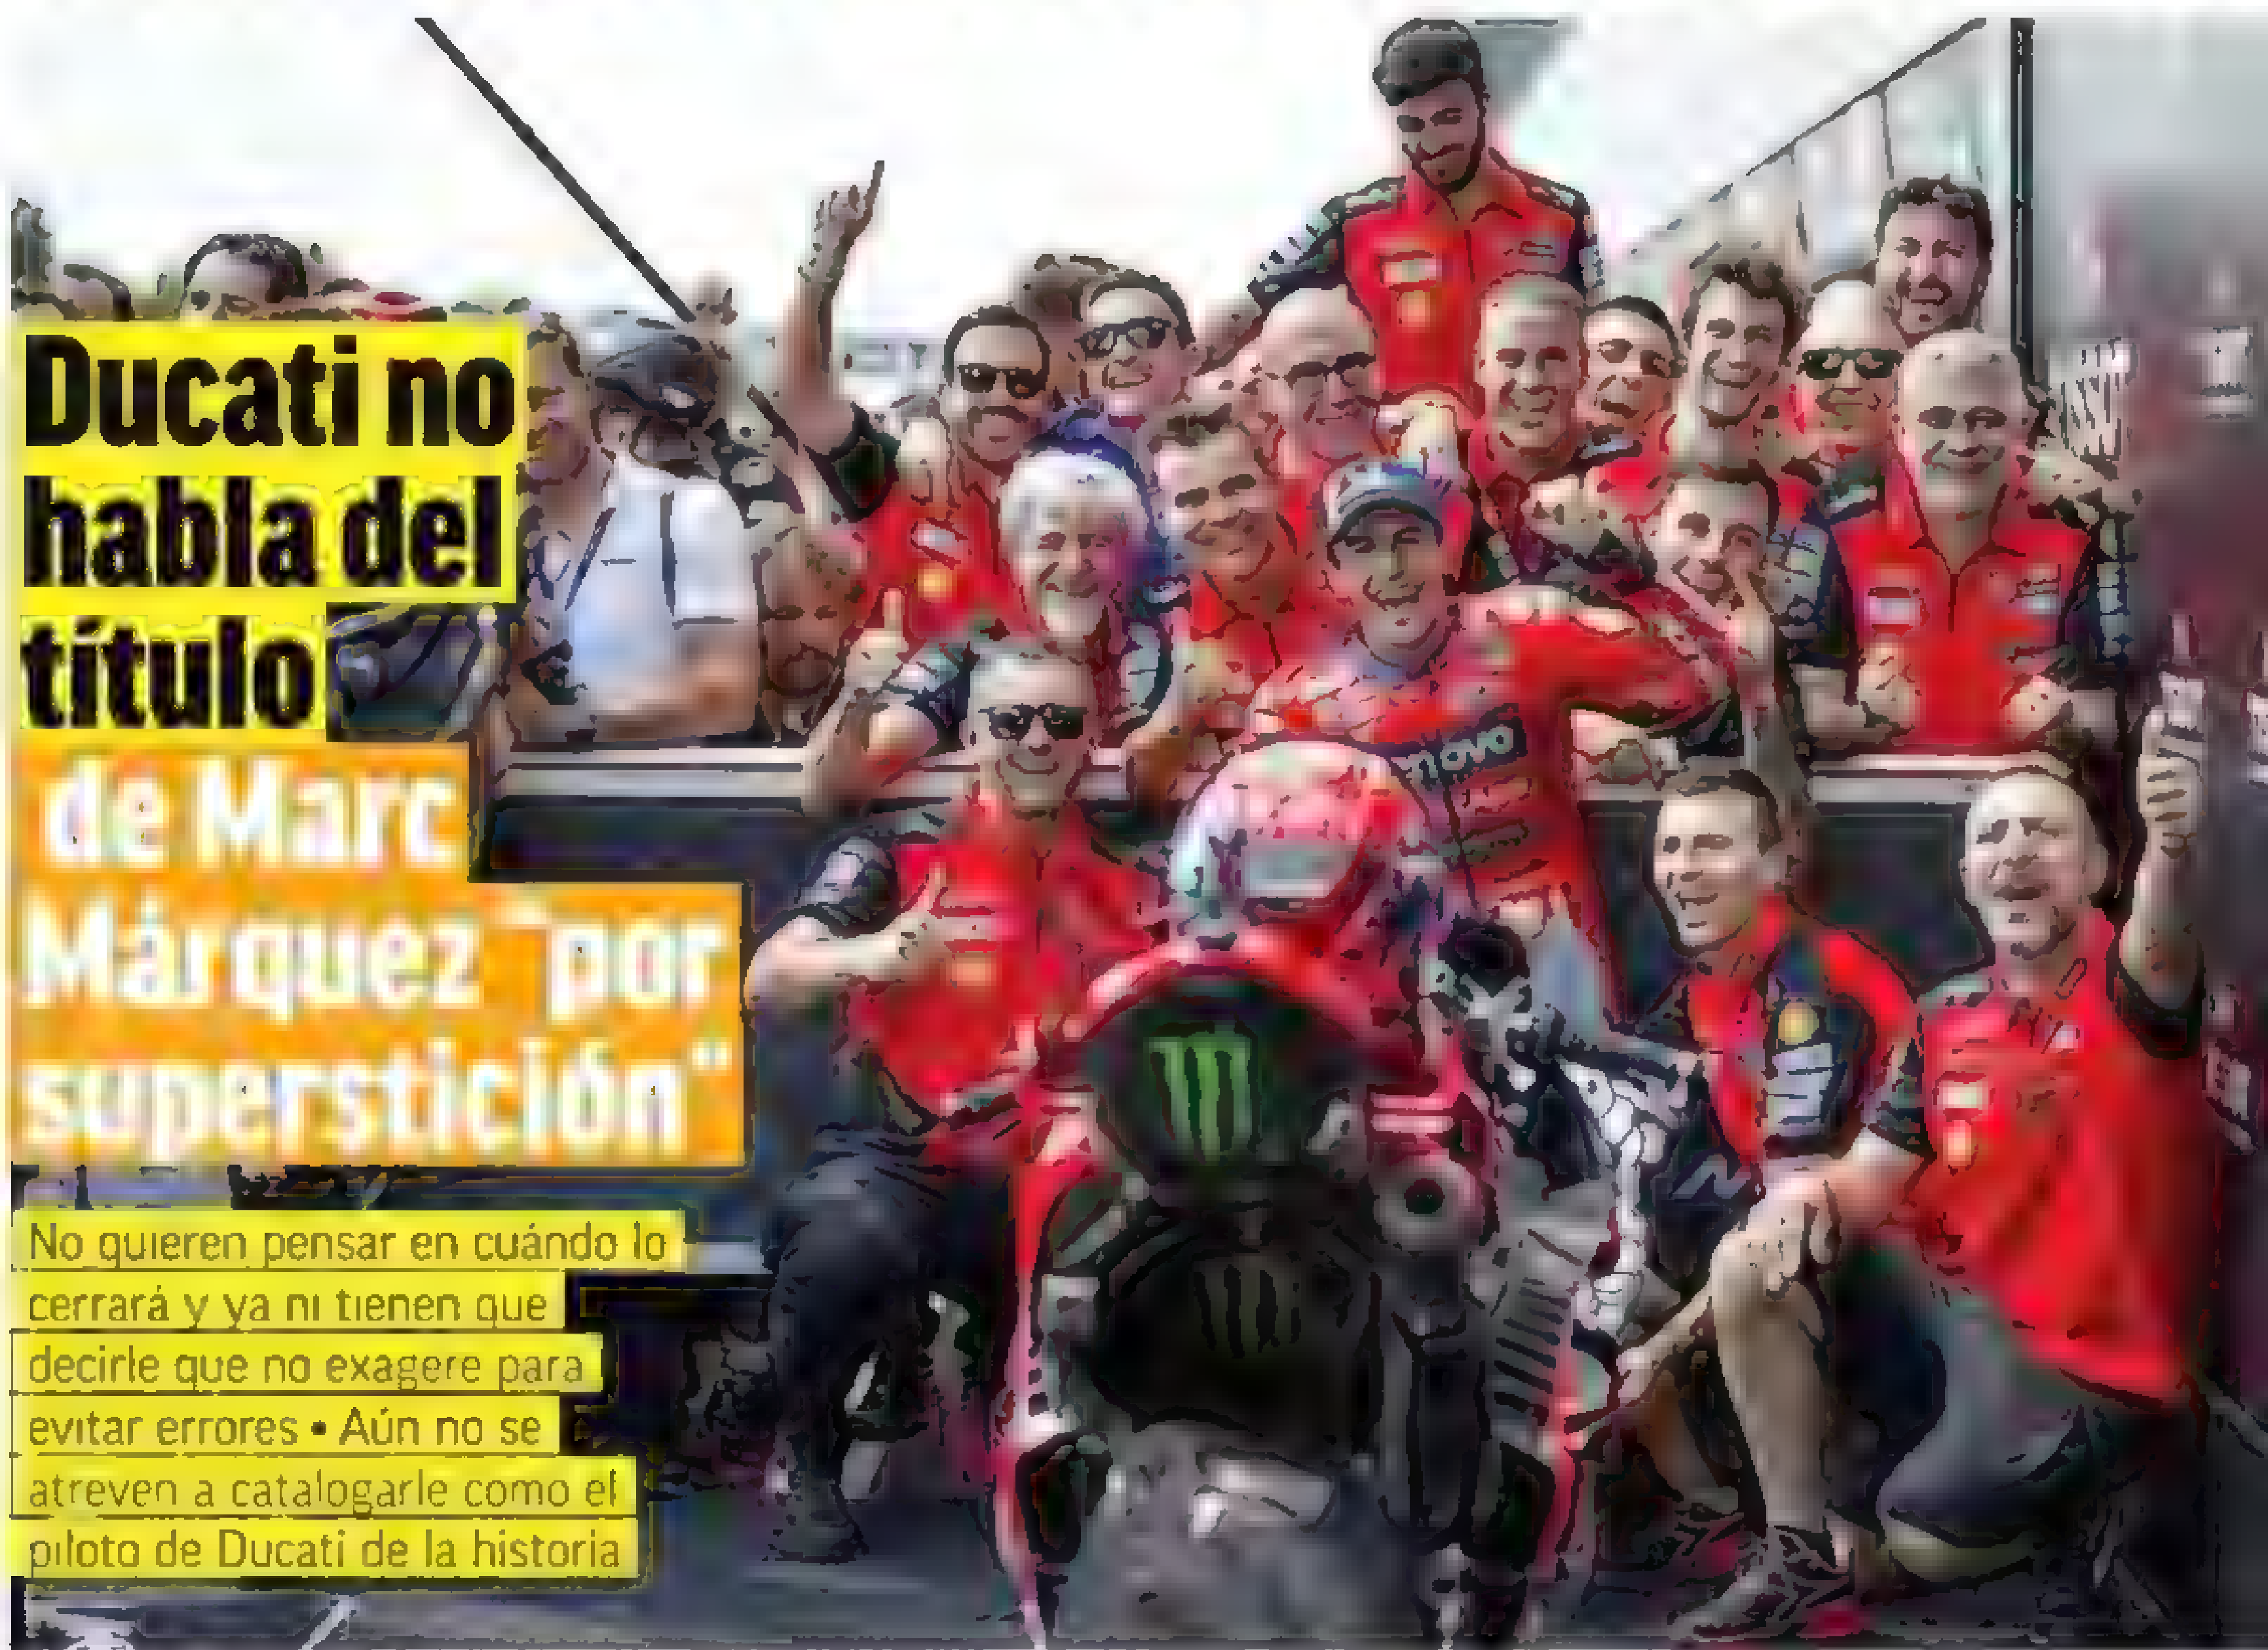 Ducati no
habla del
título
de Marc
Márquez "por
superstición"
No quieren pensar en cuándo lo
cerrará y ya ni tienen que
decirle que no exagere para
evitar errores • Aún no se
atreven a catalogarle como el
piloto de Ducati de la historia
novo